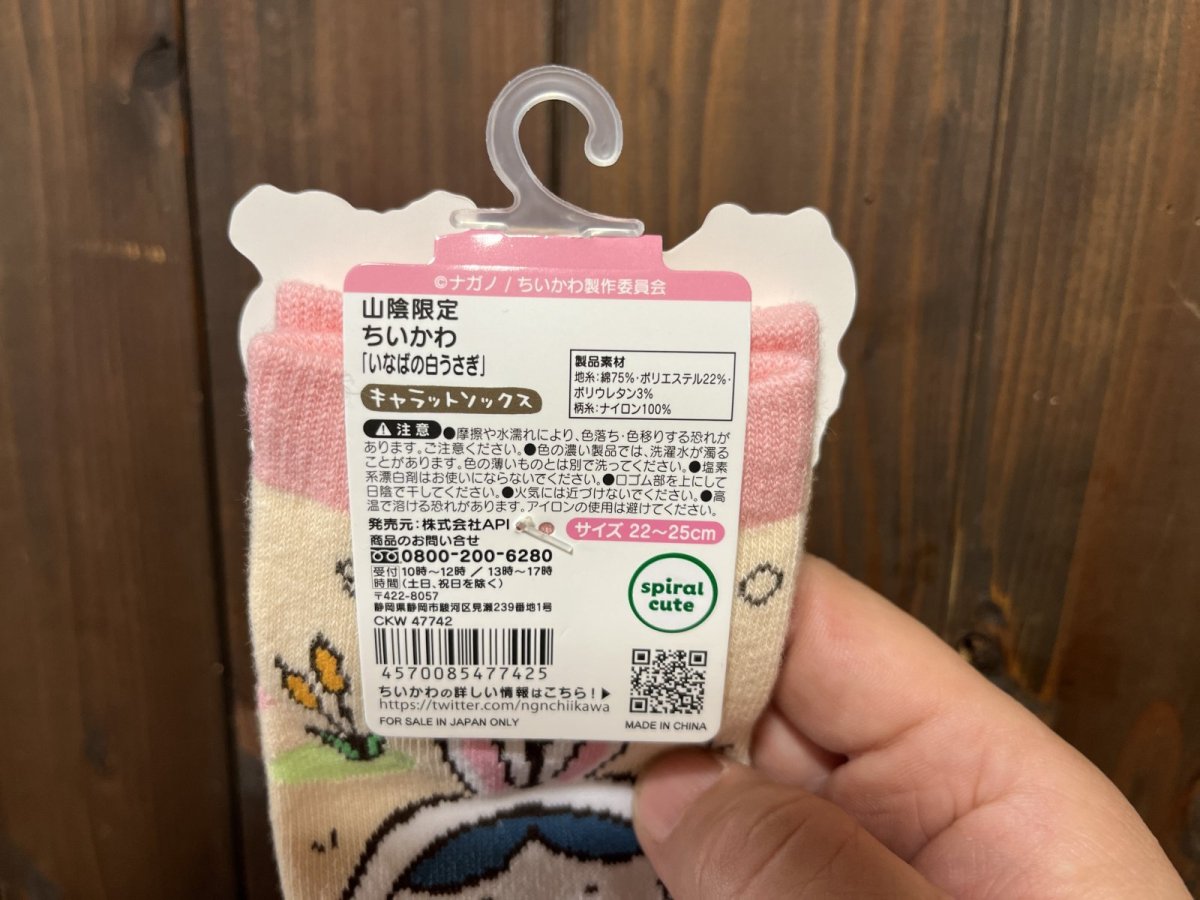 ©ナガノ / ちいかわ製作委員会
山陰限定
ちいかわ
「いなばの白うさぎ」
キャラットソックス
製品素材
地糸:綿75%・ポリエステル22%・
ポリウレタン3%
柄糸:ナイロン100%
注意 ●摩擦や水濡れにより、色落ち・色移りする恐れが
あります。ご注意ください。●色の濃い製品では、洗濯水が濁る
ことがあります。色の薄いものとは別で洗ってください。●塩素
系漂白剤はお使いにならないでください。●口ゴム部を上にして
日陰で干してください。●火気には近づけないでください。●高
温で溶ける恐れがあります。アイロンの使用は避けてください。
発売元:株式会社API
サイズ 22～25cm
商品のお問い合せ
0800-200-6280
受付時間 10時～12時 / 13時～17時
(土日、祝日を除く)
〒422-8057
静岡県静岡市駿河区見瀬239番地1号
CKW 47742
spiral
cute
4570085477425
ちいかわの詳しい情報はこちら!▶
https://twitter.com/ngnchiikawa
FOR SALE IN JAPAN ONLY
MADE IN CHINA